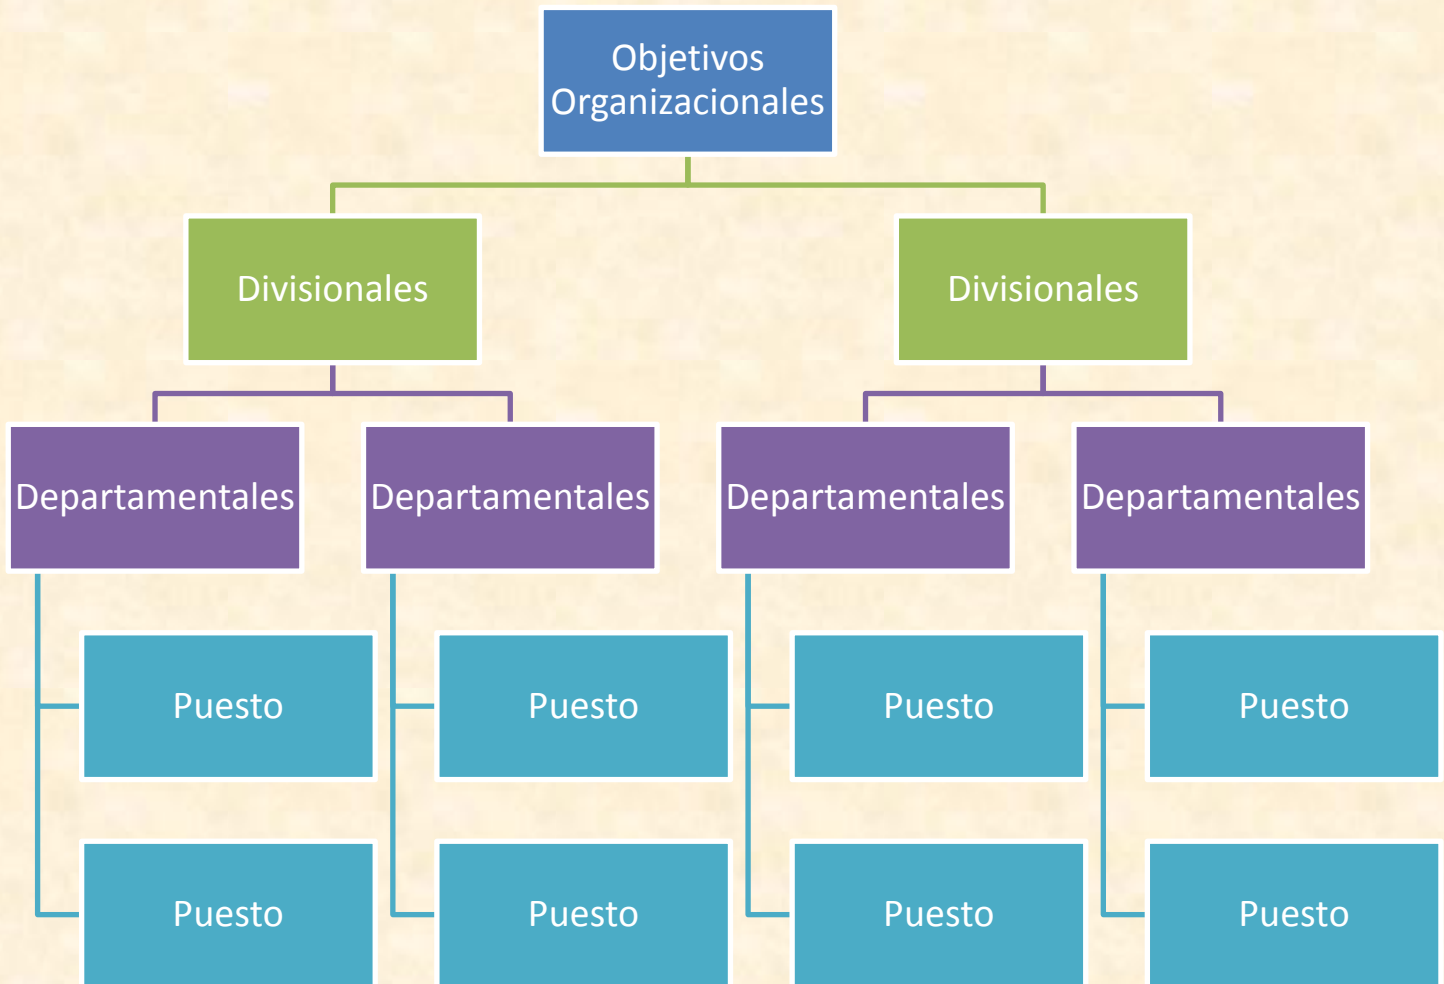 Objetivos
Organizacionales
Divisionales
Divisionales
Departamentales
Departamentales
Departamentales
Departamentales
Puesto
Puesto
Puesto
Puesto
Puesto
Puesto
Puesto
Puesto